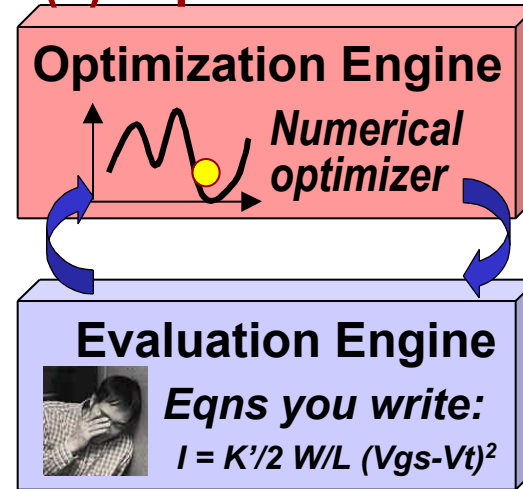 Optimization Engine
Numerical
optimizer
Evaluation Engine
Eqns you write:
I = K'/2 W/L (Vgs-Vt)²